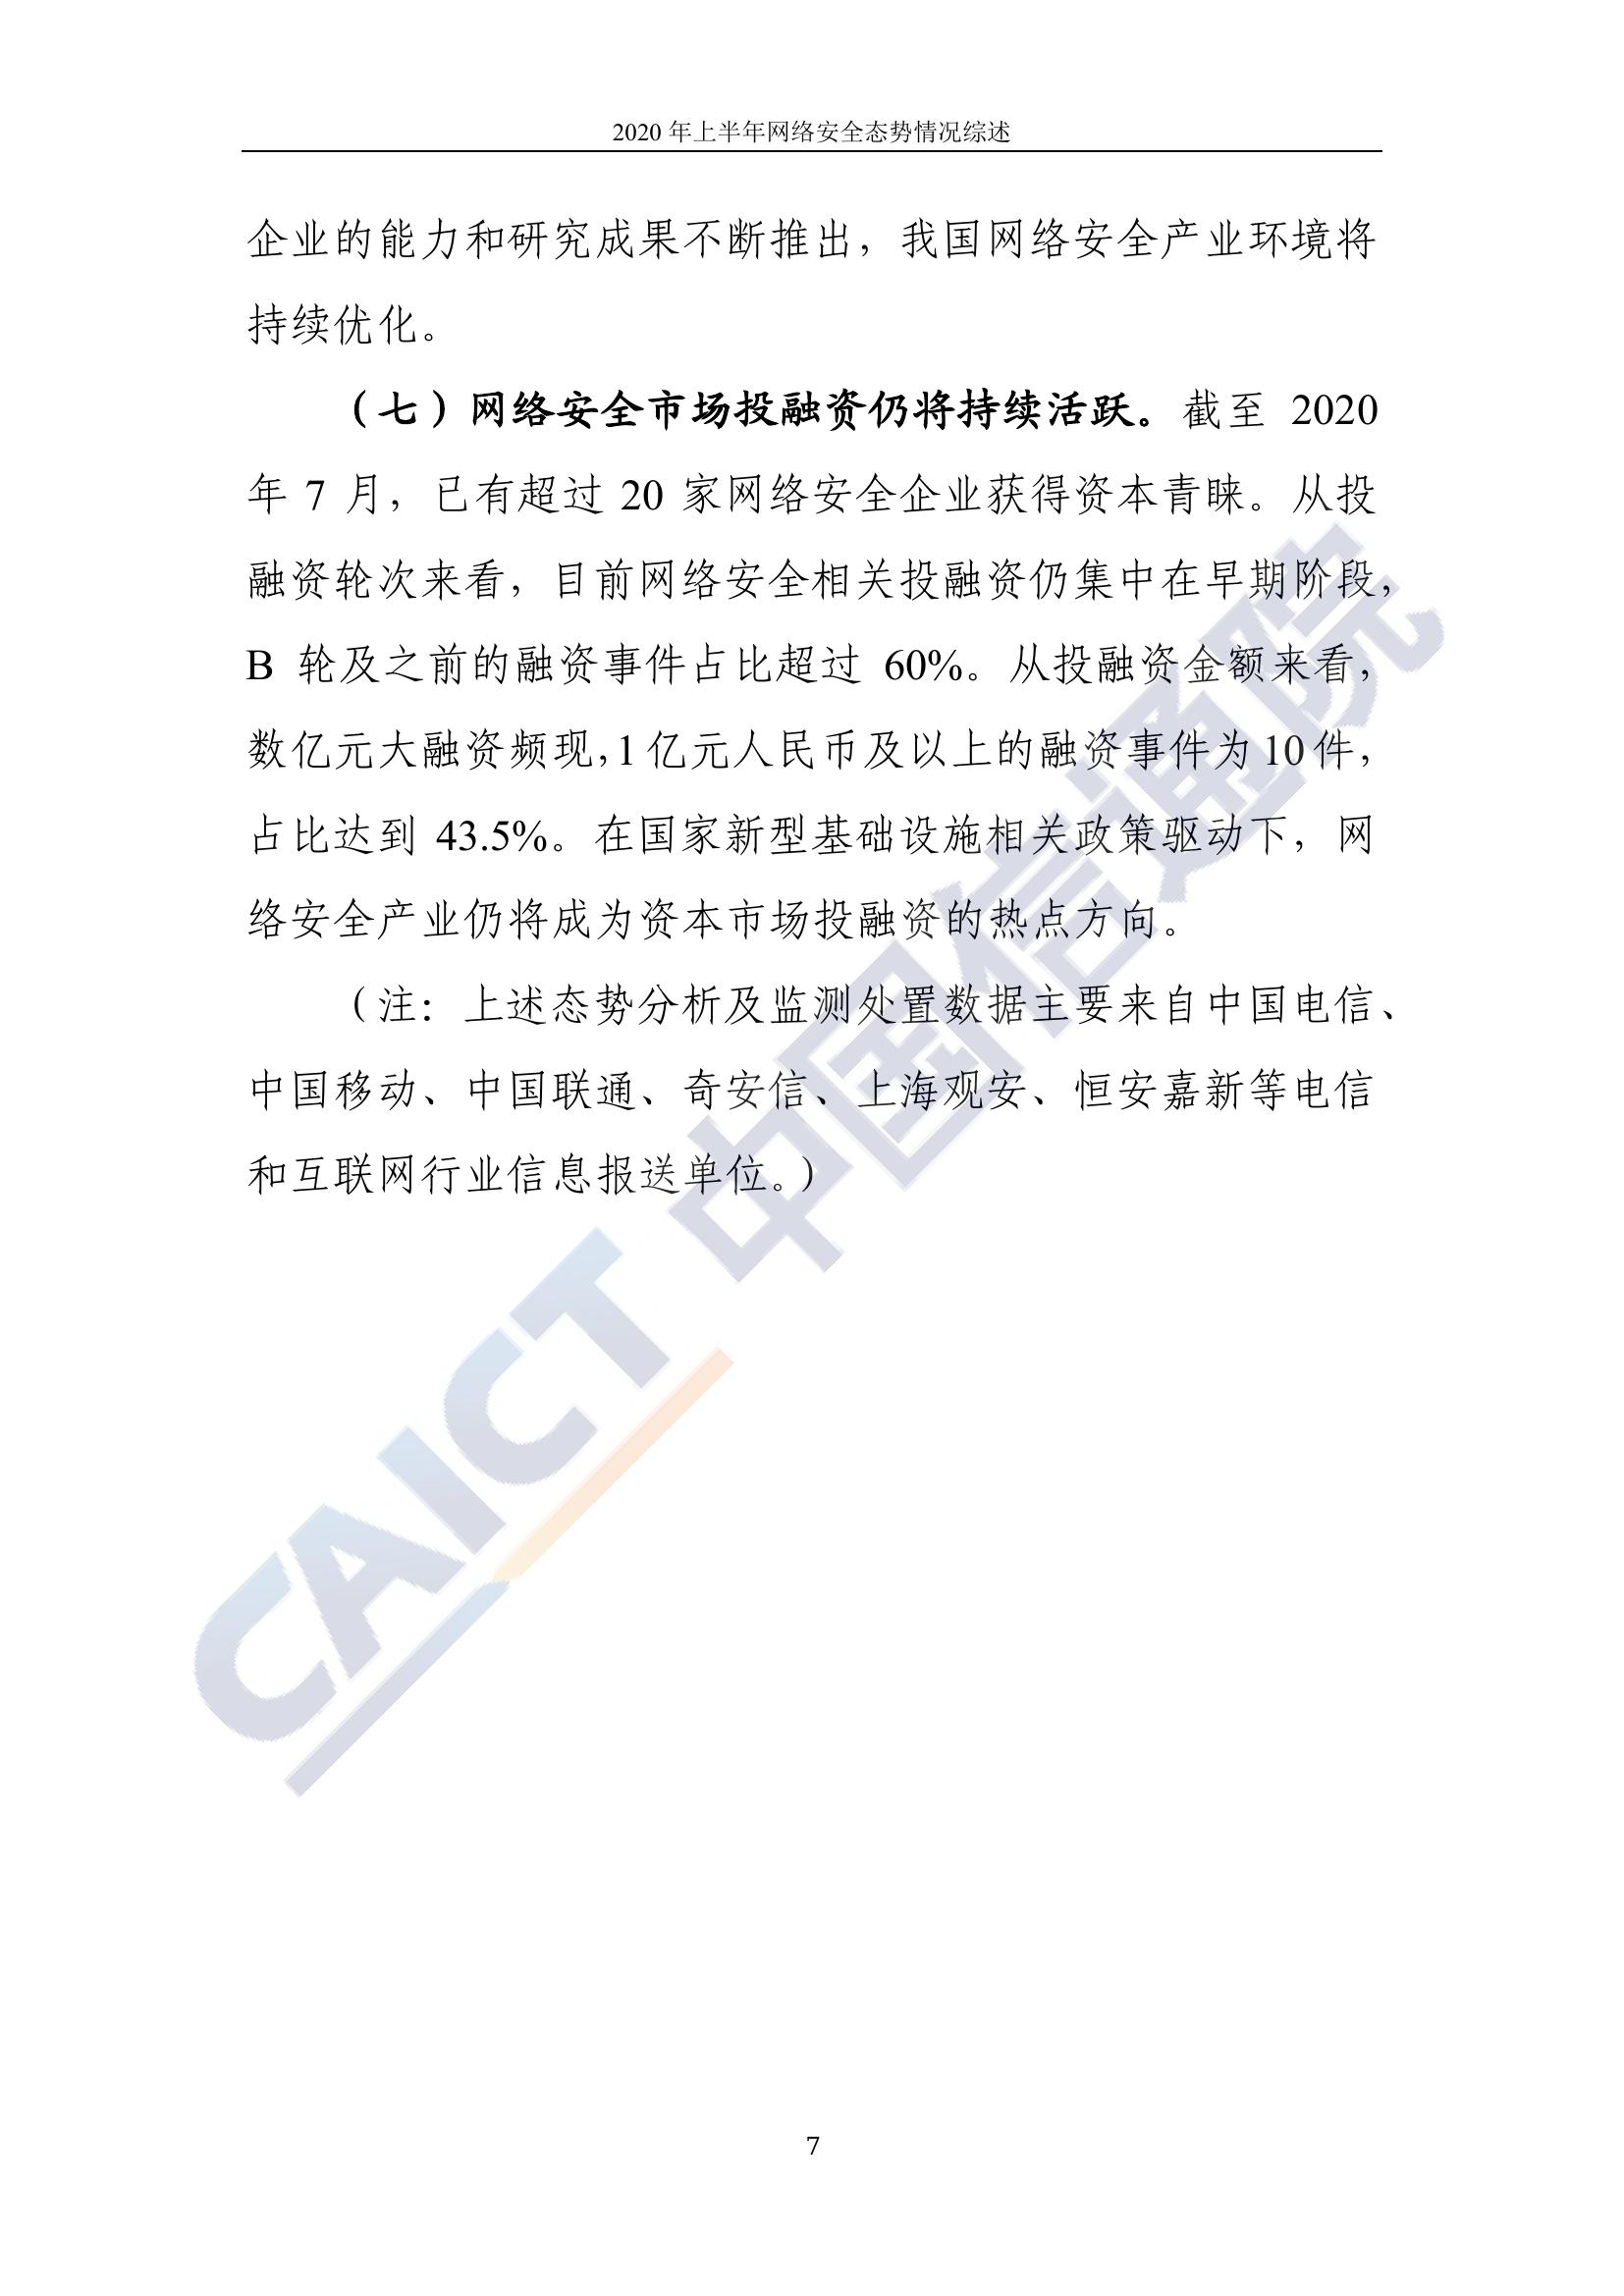 2020 年上半年网络安全态势情况综述
企业的能力和研究成果不断推出，我国网络安全产业环境将
持续优化。
（七）网络安全市场投融资仍将持续活跃。截至 2020
年 7 月，已有超过 20 家网络安全企业获得资本青睐。从投
融资轮次来看，目前网络安全相关投融资仍集中在早期阶段，
B 轮及之前的融资事件占比超过 60%。从投融资金额来看，
数亿元大融资频现，1 亿元人民币及以上的融资事件为 10 件，
占比达到 43.5%。在国家新型基础设施相关政策驱动下，网
络安全产业仍将成为资本市场投融资的热点方向。
（注：上述态势分析及监测处置数据主要来自中国电信、
中国移动、中国联通、奇安信、上海观安、恒安嘉新等电信
和互联网行业信息报送单位。)
CAICT 中国信通院
7